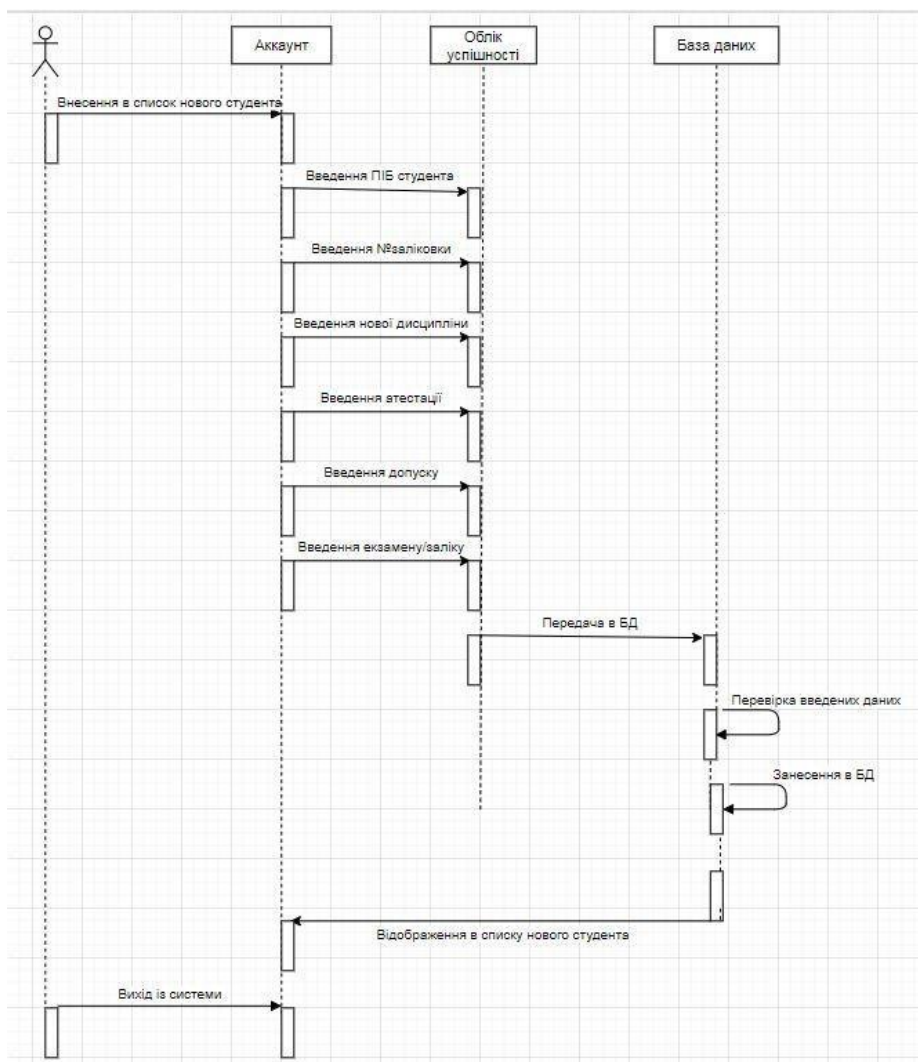 Аккаунт
Облік
успішності
База даних
Внесення в список нового студента
Введення ПІБ студента
Введення №заліковки
Введення нової дисципліни
Введення атестації
Введення допуску
Введення екзамену/заліку
Передача в БД
Перевірка введених даних
Занесення в БД
Відображення в списку нового студента
Вихід із системи